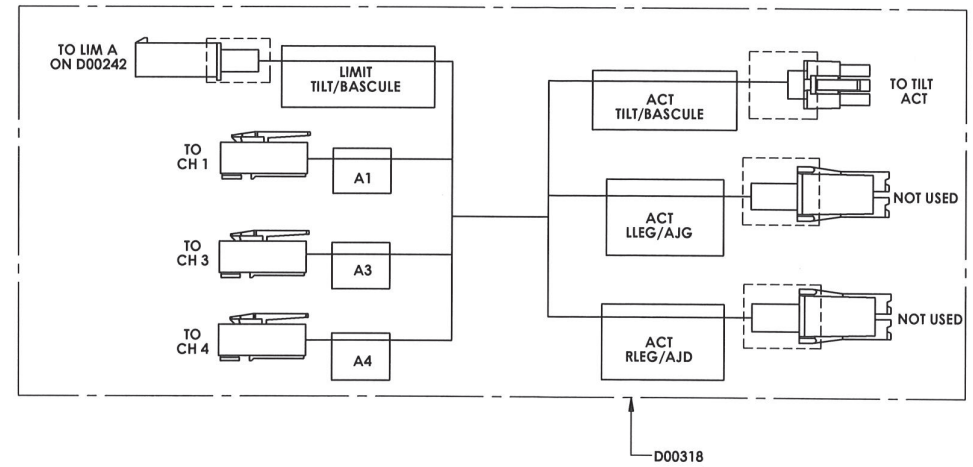 TO LIM A
ON D00242
LIMIT
TILT/BASCULE
TO
CH 1
A1
TO
CH 3
A3
TO
CH 4
A4
ACT
TILT/BASCULE
TO TILT
ACT
ACT
LLEG/AJG
NOT USED
ACT
RLEG/AJD
NOT USED
D00318